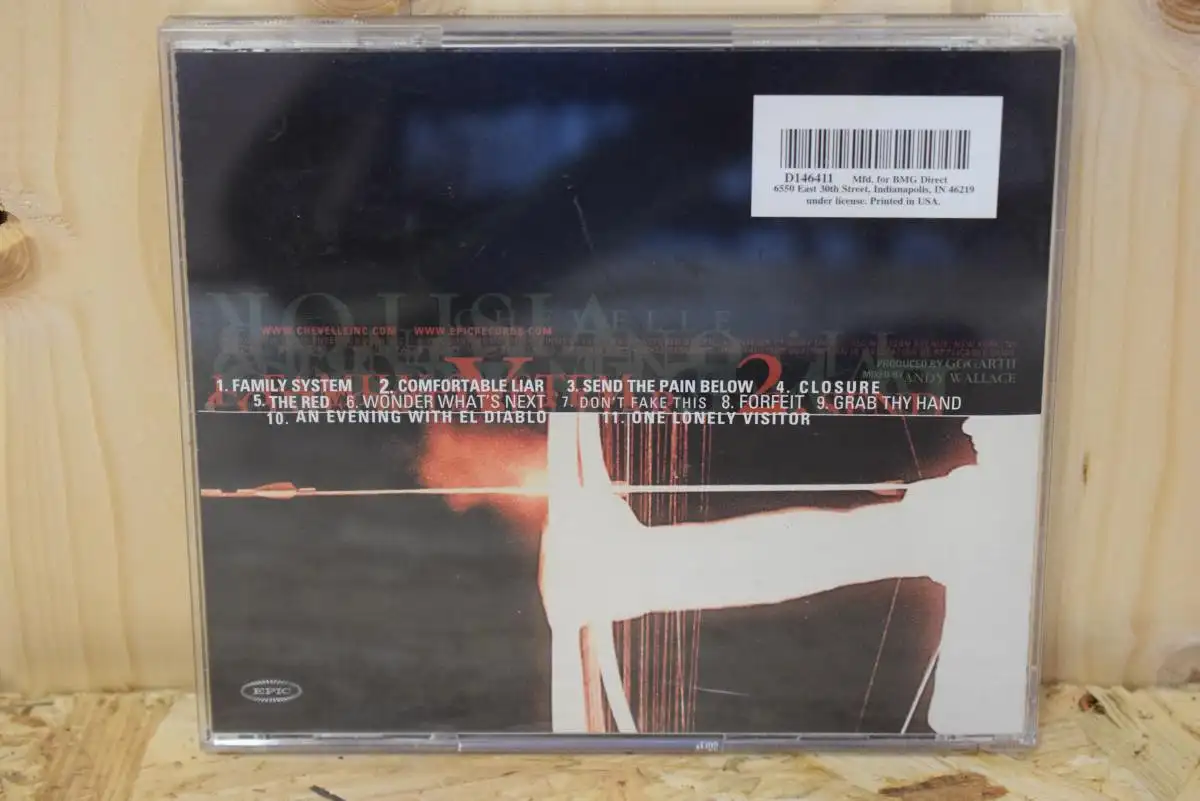 D146411 Mfd. for BMG Direct
6550 East 30th Street, Indianapolis, IN 46219
under license. Printed in USA.
CHEVELLE
WWW.CHEVELLEINC.COM WWW.EPICRECORDS.COM
PRODUCED BY GGGARTH
MIXED BY ANDY WALLACE
1. FAMILY SYSTEM 2. COMFORTABLE LIAR 3. SEND THE PAIN BELOW 4. CLOSURE
5. THE RED 6. WONDER WHAT'S NEXT 7. DON'T FAKE THIS 8. FORFEIT 9. GRAB THY HAND
10. AN EVENING WITH EL DIABLO 11. ONE LONELY VISITOR
EPIC